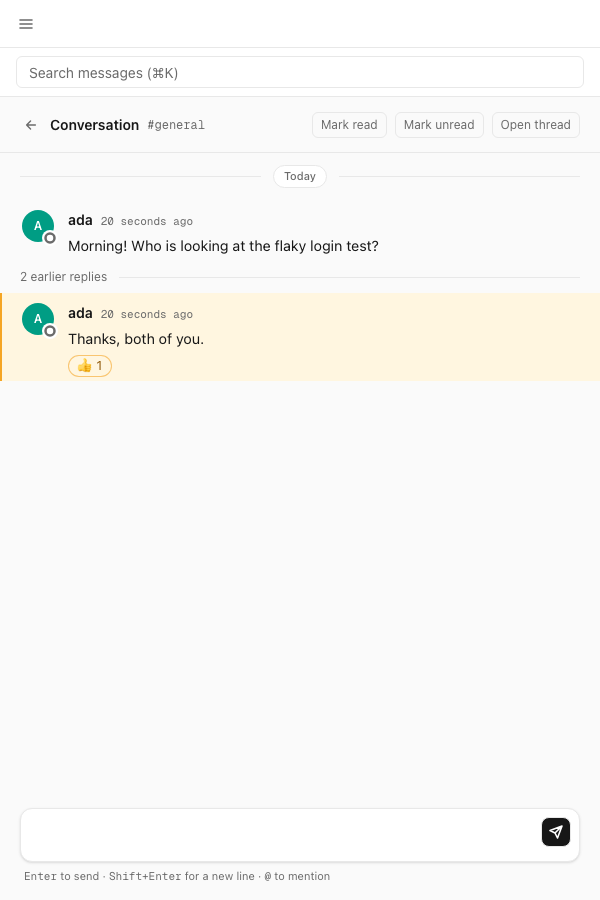 Search messages (⌘K)
Conversation #general Mark read Mark unread Open thread
Today
A ada 20 seconds ago
Morning! Who is looking at the flaky login test?
2 earlier replies
A ada 20 seconds ago
Thanks, both of you.
👍 1
Enter to send · Shift+Enter for a new line · @ to mention